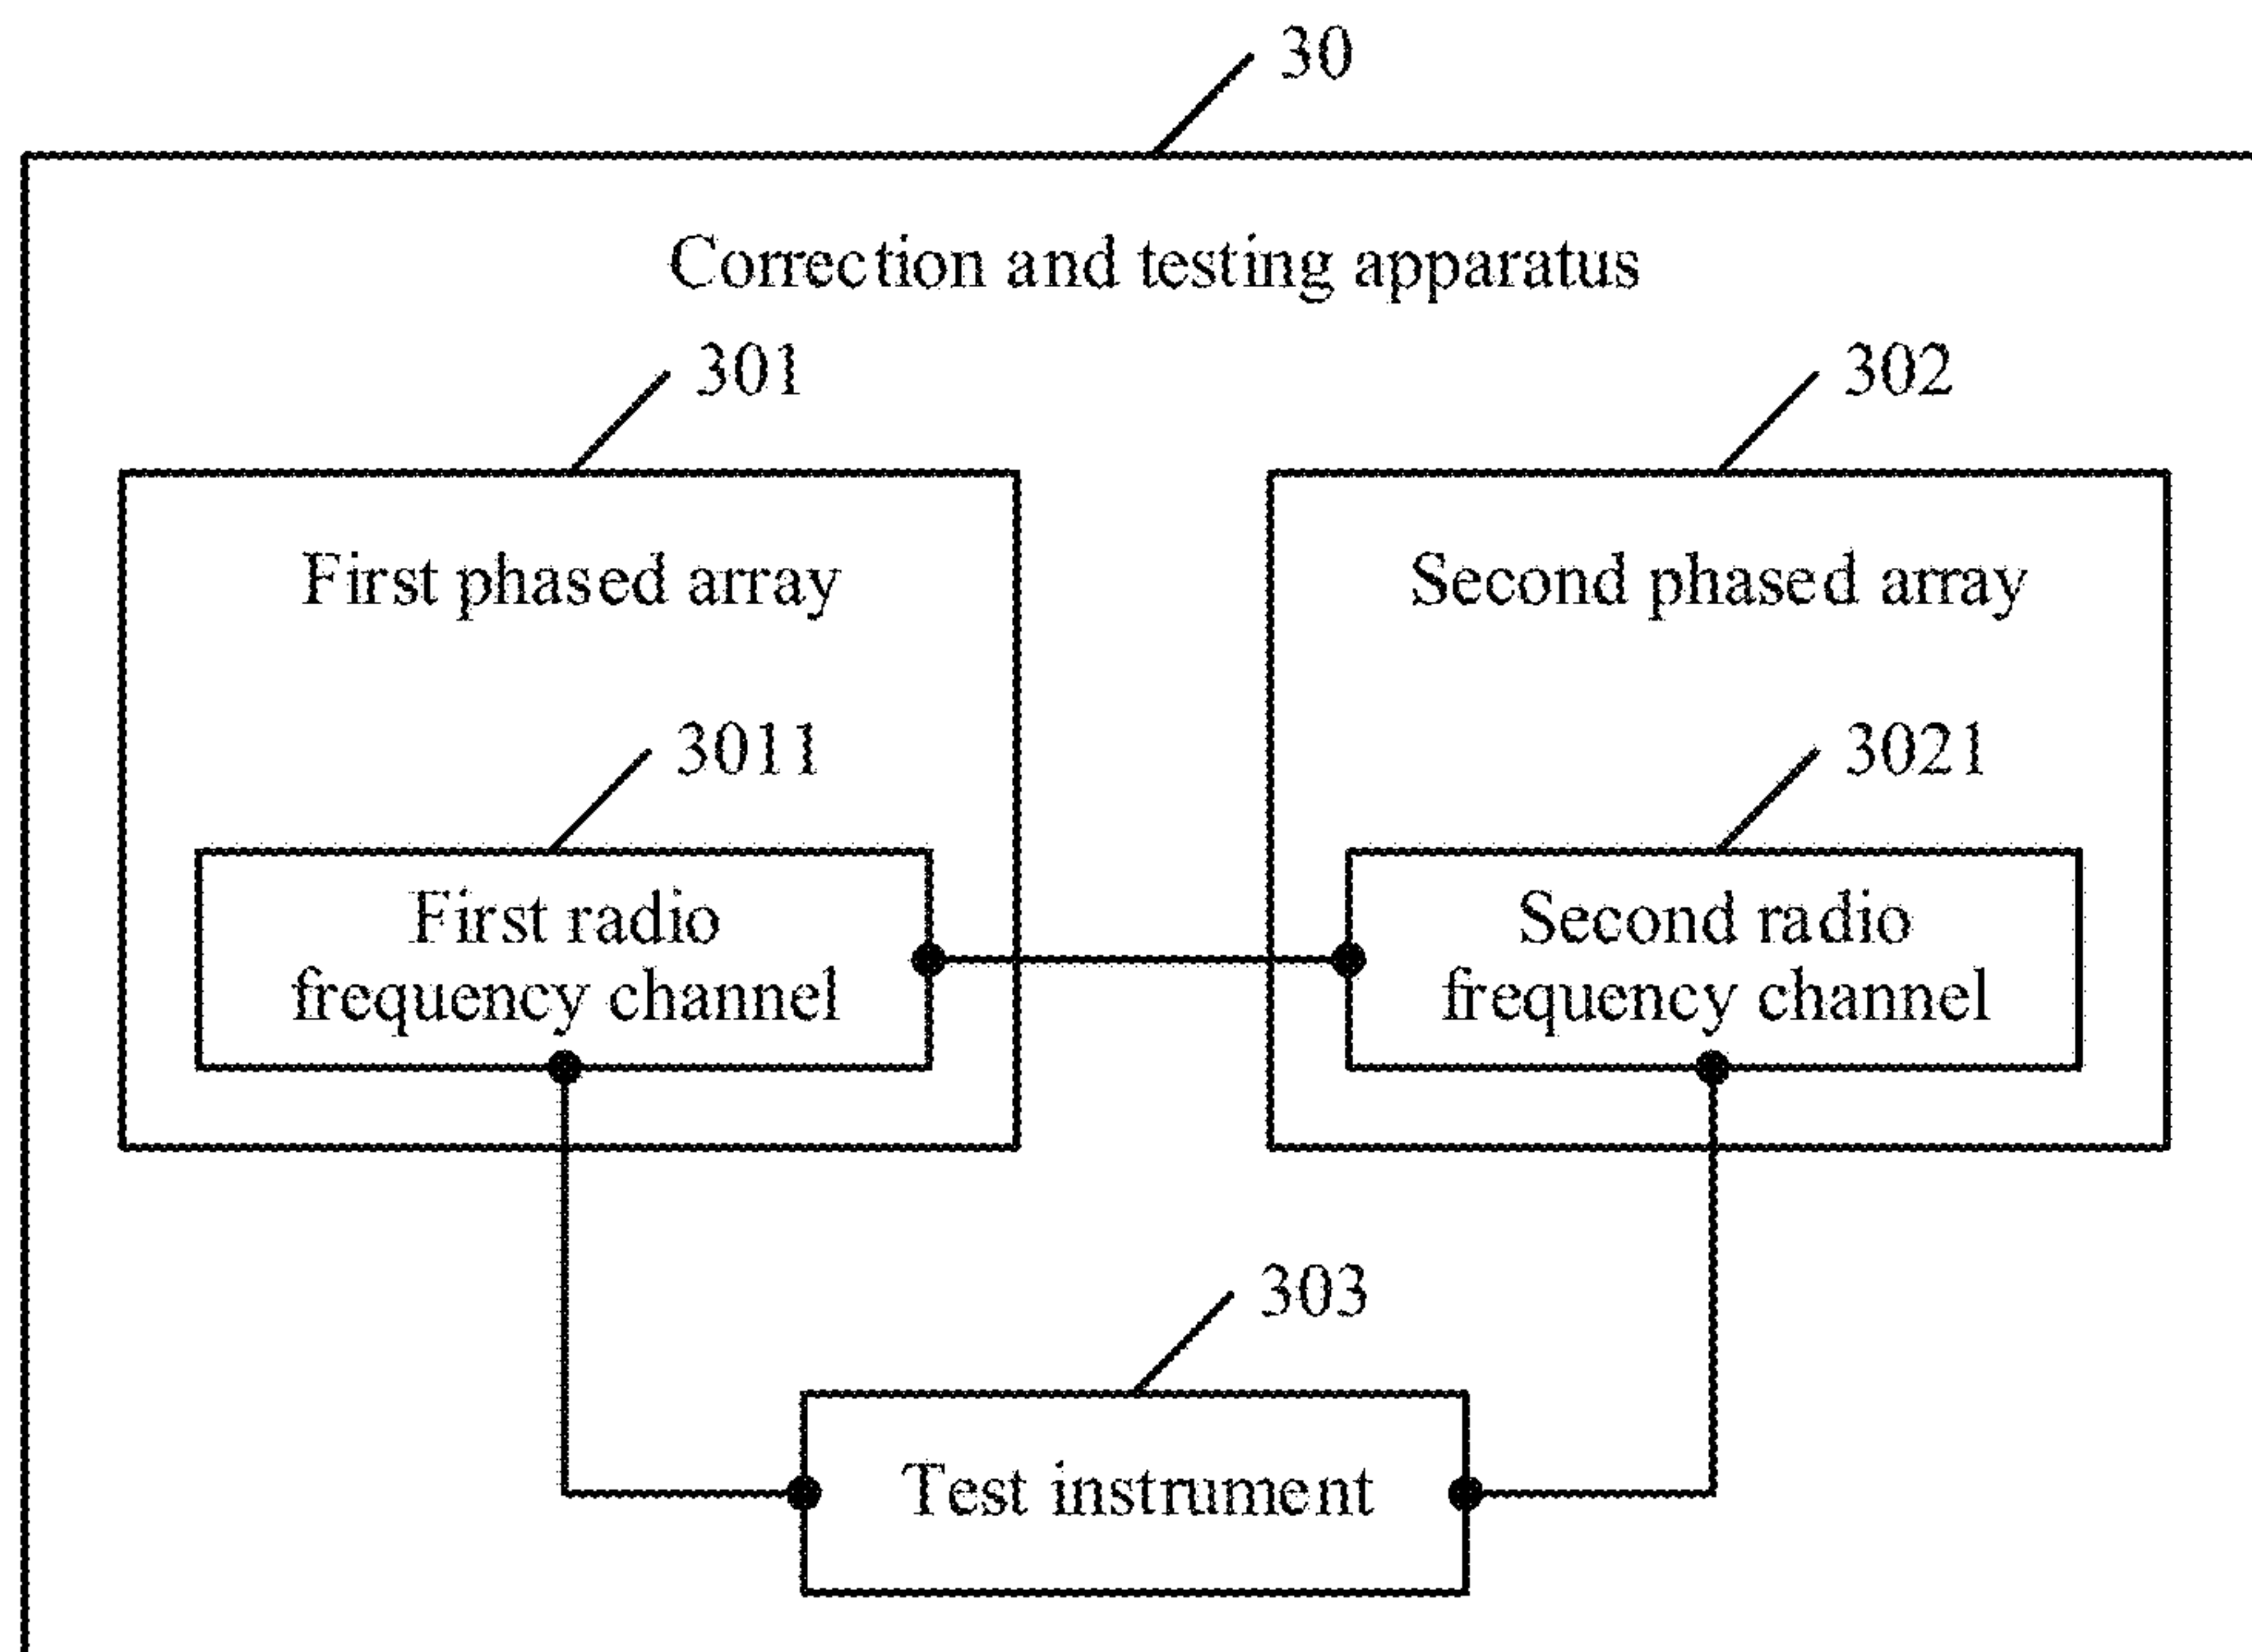 30
Correction and testing apparatus
301
302
First phased array
Second phased array
3011
3021
First radio
frequency channel
Second radio
frequency channel
303
Test instrument